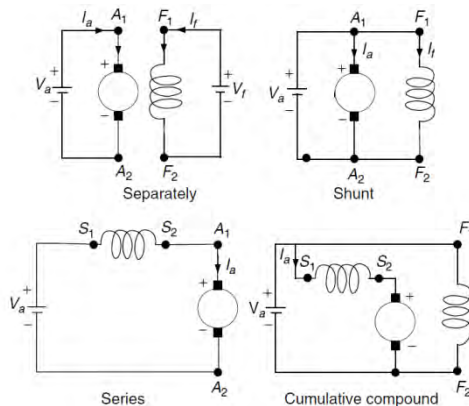 I_a A_1 F_1 I_f
+ +
V_a V_f
− − −
A_2 F_2
Separately
A_1 F_1
I_a I_f
+ +
V_a
− −
A_2 F_2
Shunt
S_1 S_2 A_1
I_a
+ +
V_a
− −
A_2
Series
F
I_a S_1 S_2
+ +
V_a
− −
F_2
Cumulative compound